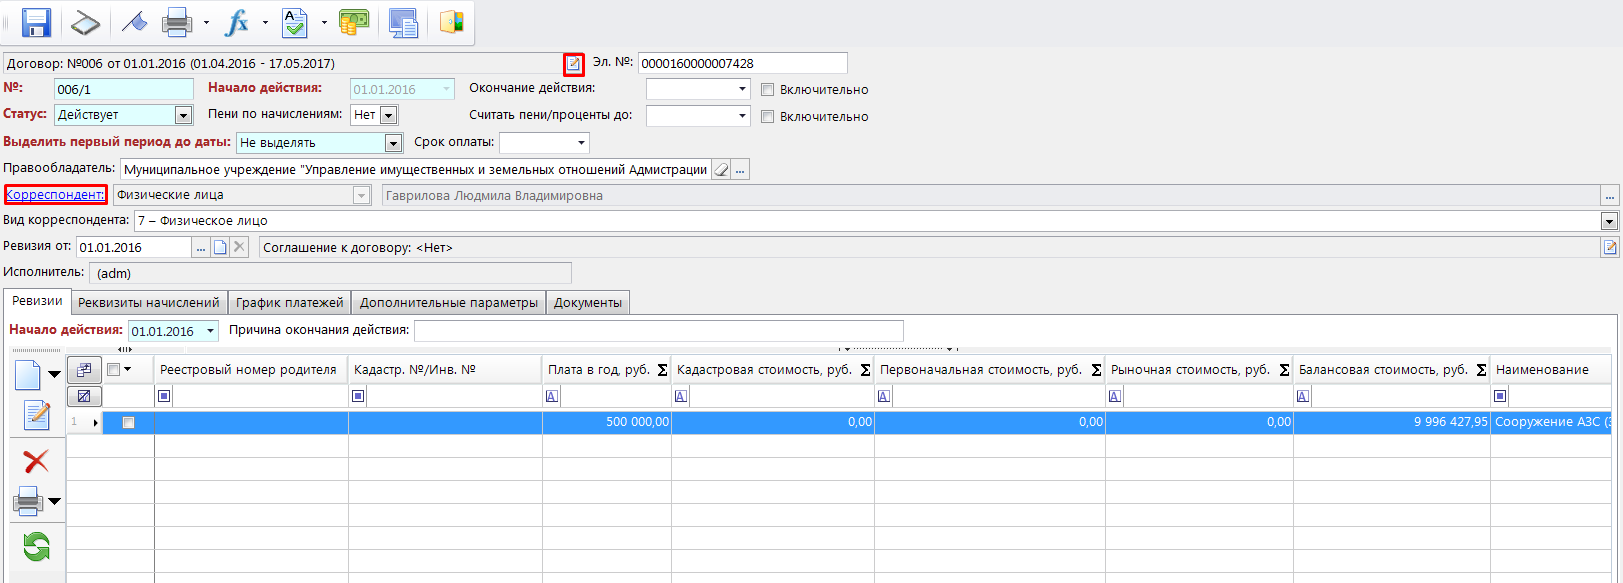 Договор: №006 от 01.01.2016 (01.04.2016 - 17.05.2017) Эл. №: 0000160000007428
№: 006/1 Начало действия: 01.01.2016 Окончание действия: Включительно
Статус: Действует Пени по начислениям: Нет Считать пени/проценты до: Включительно
Выделить первый период до даты: Не выделять Срок оплаты:
Правообладатель: Муниципальное учреждение "Управление имущественных и земельных отношений Адмистрации ...
Корреспондент: Физические лица Гаврилова Людмила Владимировна ...
Вид корреспондента: 7 – Физическое лицо
Ревизия от: 01.01.2016 ... Соглашение к договору: <Нет>
Исполнитель: (adm)
Ревизии Реквизиты начислений График платежей Дополнительные параметры Документы
Начало действия: 01.01.2016 Причина окончания действия:
Реестровый номер родителя Кадастр. №/Инв. № Плата в год, руб. Σ Кадастровая стоимость, руб. Σ Первоначальная стоимость, руб. Σ Рыночная стоимость, руб. Σ Балансовая стоимость, руб. Σ Наименование
A A A A A
1 500 000,00 0,00 0,00 0,00 9 996 427,95 Сооружение АЗС